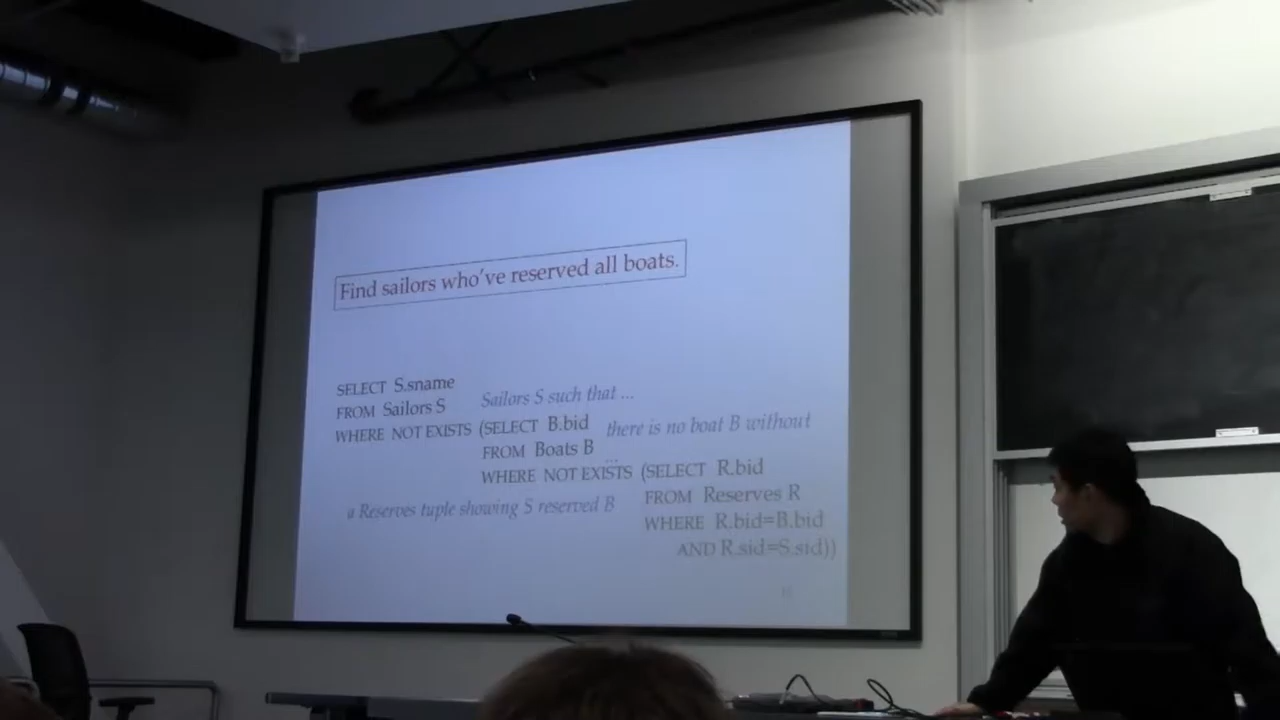 Find sailors who've reserved all boats.
SELECT S.sname
FROM Sailors S
Sailors S such that ...
WHERE NOT EXISTS (SELECT B.bid
there is no boat B without
FROM Boats B
...
WHERE NOT EXISTS (SELECT R.bid
a Reserves tuple showing S reserved B
FROM Reserves R
WHERE R.bid=B.bid
AND R.sid=S.sid))